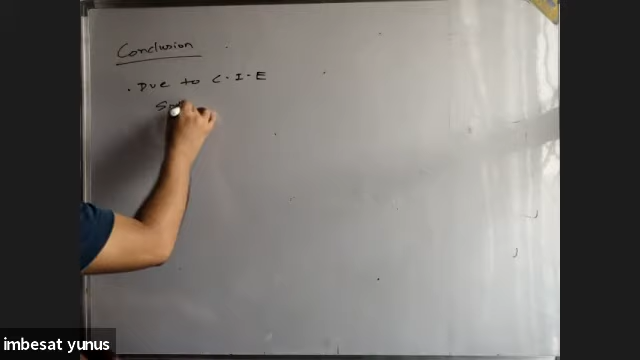 Conclusion
. Due to C.I.E
imbesat yunus